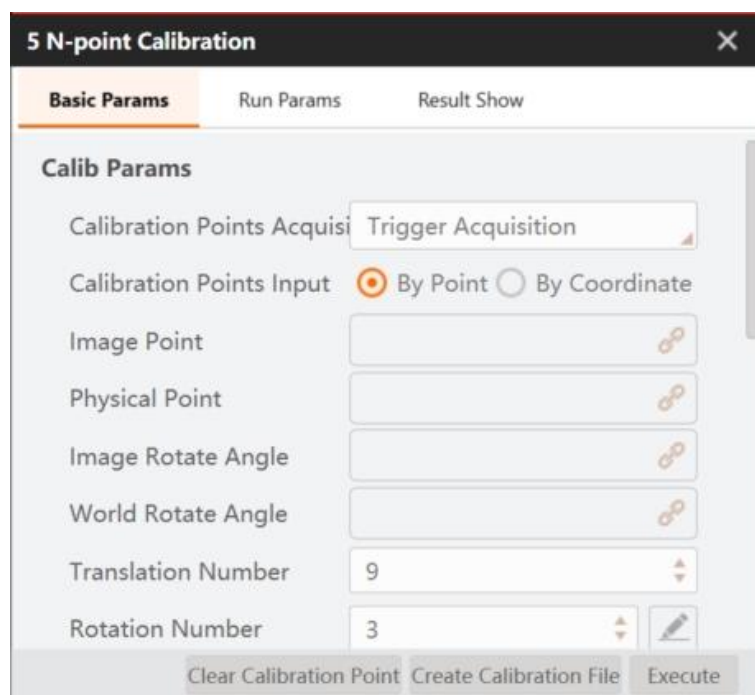 5 N-point Calibration
Basic Params Run Params Result Show
Calib Params
Calibration Points Acquisi Trigger Acquisition
Calibration Points Input By Point By Coordinate
Image Point
Physical Point
Image Rotate Angle
World Rotate Angle
Translation Number 9
Rotation Number 3
Clear Calibration Point Create Calibration File Execute